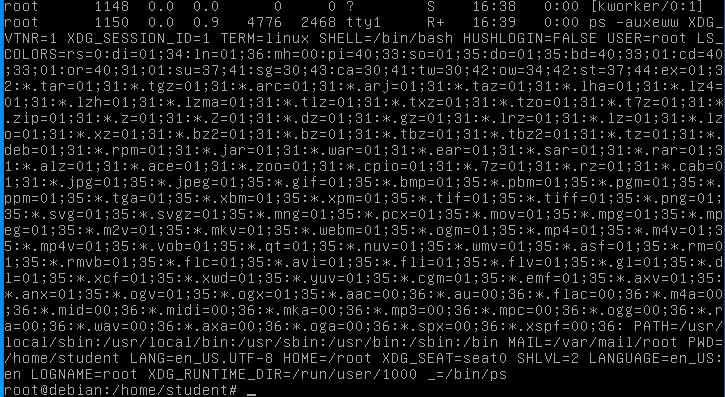 root      1148  0.0  0.0      0     0 ?        S    16:38   0:00 [kworker/0:1]
root      1150  0.0  0.9   4776  2468 tty1     R+   16:39   0:00 ps -auxeww XDG_
VTNR=1 XDG_SESSION_ID=1 TERM=linux SHELL=/bin/bash HUSHLOGIN=FALSE USER=root LS_
COLORS=rs=0:di=01;34:ln=01;36:mh=00:pi=40;33:so=01;35:do=01;35:bd=40;33;01:cd=40
;33;01:or=40;31;01:su=37;41:sg=30;43:ca=30;41:tw=30;42:ow=34;42:st=37;44:ex=01;3
2:*.tar=01;31:*.tgz=01;31:*.arc=01;31:*.arj=01;31:*.taz=01;31:*.lha=01;31:*.lz4=
01;31:*.lzh=01;31:*.lzma=01;31:*.tlz=01;31:*.txz=01;31:*.tzo=01;31:*.t7z=01;31:*
.zip=01;31:*.z=01;31:*.Z=01;31:*.dz=01;31:*.gz=01;31:*.lrz=01;31:*.lz=01;31:*.lz
o=01;31:*.xz=01;31:*.bz2=01;31:*.bz=01;31:*.tbz=01;31:*.tbz2=01;31:*.tz=01;31:*.
deb=01;31:*.rpm=01;31:*.jar=01;31:*.war=01;31:*.ear=01;31:*.sar=01;31:*.rar=01;3
1:*.alz=01;31:*.ace=01;31:*.zoo=01;31:*.cpio=01;31:*.7z=01;31:*.rz=01;31:*.cab=0
1;31:*.jpg=01;35:*.jpeg=01;35:*.gif=01;35:*.bmp=01;35:*.pbm=01;35:*.pgm=01;35:*.
ppm=01;35:*.tga=01;35:*.xbm=01;35:*.xpm=01;35:*.tif=01;35:*.tiff=01;35:*.png=01;
35:*.svg=01;35:*.svgz=01;35:*.mng=01;35:*.pcx=01;35:*.mov=01;35:*.mpg=01;35:*.mp
eg=01;35:*.m2v=01;35:*.mkv=01;35:*.webm=01;35:*.ogm=01;35:*.mp4=01;35:*.m4v=01;3
5:*.mp4v=01;35:*.vob=01;35:*.qt=01;35:*.nuv=01;35:*.wmv=01;35:*.asf=01;35:*.rm=0
1;35:*.rmvb=01;35:*.flc=01;35:*.avi=01;35:*.fli=01;35:*.flv=01;35:*.gl=01;35:*.d
l=01;35:*.xcf=01;35:*.xwd=01;35:*.yuv=01;35:*.cgm=01;35:*.emf=01;35:*.axv=01;35:
*.anx=01;35:*.ogv=01;35:*.ogx=01;35:*.aac=00;36:*.au=00;36:*.flac=00;36:*.m4a=00
;36:*.mid=00;36:*.midi=00;36:*.mka=00;36:*.mp3=00;36:*.mpc=00;36:*.ogg=00;36:*.r
a=00;36:*.wav=00;36:*.axa=00;36:*.oga=00;36:*.spx=00;36:*.xspf=00;36: PATH=/usr/
local/sbin:/usr/local/bin:/usr/sbin:/usr/bin:/sbin:/bin MAIL=/var/mail/root PWD=
/home/student LANG=en_US.UTF-8 HOME=/root XDG_SEAT=seat0 SHLVL=2 LANGUAGE=en_US:
en LOGNAME=root XDG_RUNTIME_DIR=/run/user/1000 _=/bin/ps
root@debian:/home/student# _